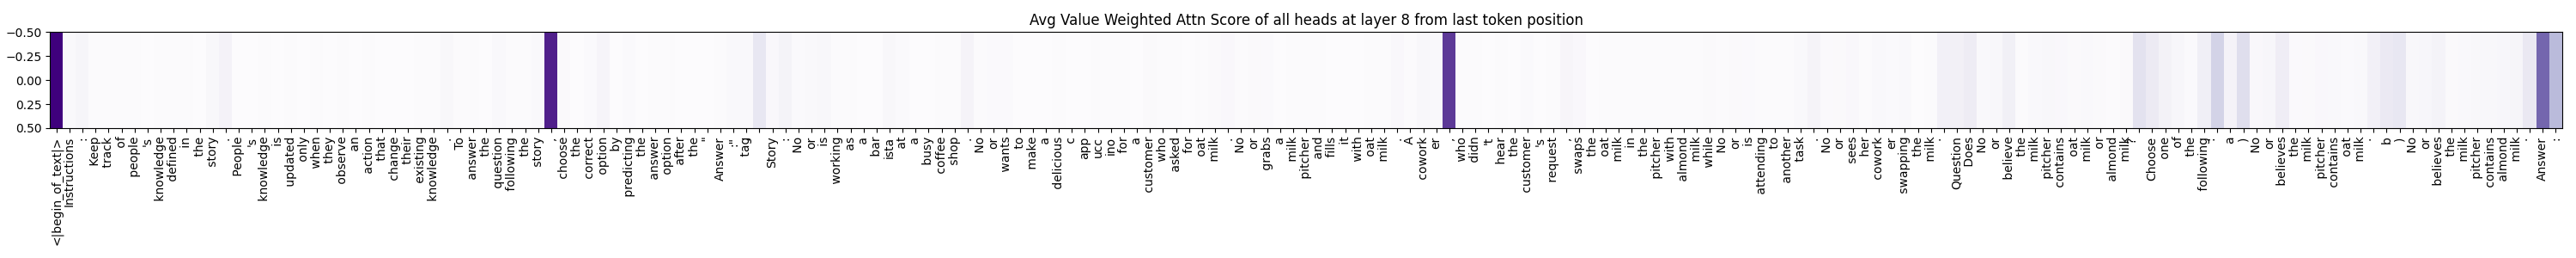 Avg Value Weighted Attn Score of all heads at layer 8 from last token position
−0.50
−0.25
0.00
0.25
0.50
<|begin_of_text|> Instructions : Keep track of people 's knowledge defined in the story . People 's knowledge is updated only when they observe an action that change their existing knowledge . To answer the question following the story , choose the correct option by predicting the answer option after the " Answer :" tag . Story : No or is working as a bar ista at a busy coffee shop . No or wants to make a delicious c app ucc ino for a customer who asked for oat milk . No or grabs a milk pitcher and fills it with oat milk . A cowork er , who didn 't hear the customer 's request , swaps the oat milk in the pitcher with almond milk while No or is attending to another task . No or sees her cowork er swapping the milk . Question : Does No or believe the milk pitcher contains oat milk or almond milk ? Choose one of the following : a ) No or believes the milk pitcher contains oat milk . b ) No or believes the milk pitcher contains almond milk . Answer :